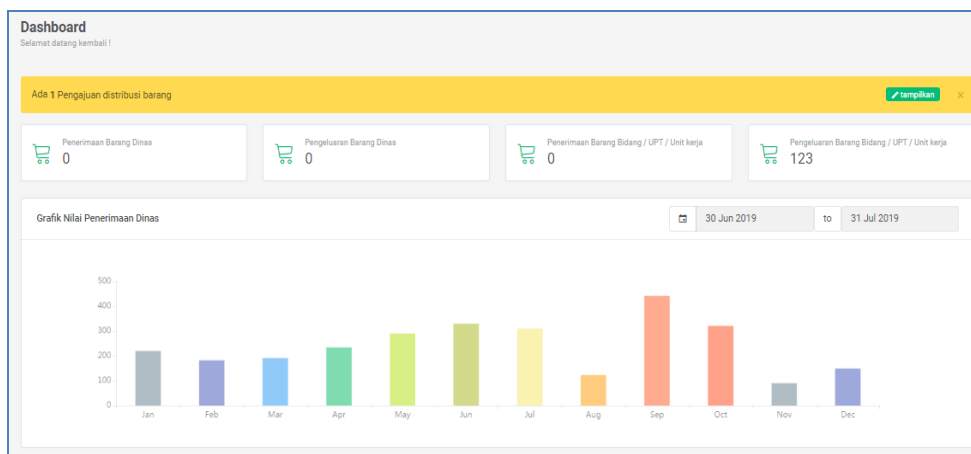 Dashboard
Selamat datang kembali !
Ada 1 Pengajuan distribusi barang
tampilkan ×
Penerimaan Barang Dinas
0
Pengeluaran Barang Dinas
0
Penerimaan Barang Bidang / UPT / Unit kerja
0
Pengeluaran Barang Bidang / UPT / Unit kerja
123
Grafik Nilai Penerimaan Dinas
30 Jun 2019 to 31 Jul 2019
500
400
300
200
100
0
Jan Feb Mar Apr May Jun Jul Aug Sep Oct Nov Dec